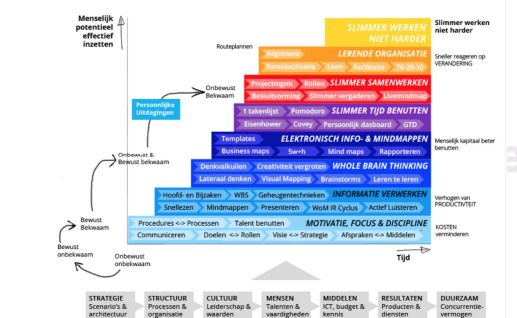 Menselijk
potentieel
effectief
inzetten
SLIMMER WERKEN
NIET HARDER
Slimmer werken
niet harder
Routeplannen
Alignment
LERENDE ORGANISATIE
Kennisactivatie
Lean
Facilitatie
70-20-10
Sneller reageren op
VERANDERING
SLIMMER SAMENWERKEN
Projectmgmt
Rollen
Besluitvorming
Slimmer vergaderen
Livemindmap
Onbewust
Bekwaam
Persoonlijke
Uitdagingen
1 takenlijst
Pomodoro
SLIMMER TIJD BENUTTEN
Eisenhower
Covey
Persoonlijk dasboard
GTD
Templates
ELEKTRONISCH INFO- & MINDMAPPEN
Business maps
5w+h
Mind maps
Rapporteren
Menselijk kapitaal beter
benutten
Onbewust &
Bewust bekwaam
Denkvalkuilen
Creativiteit vergroten
WHOLE BRAIN THINKING
Lateraal denken
Visual Mapping
Brainstorms
Leren te leren
Hoofd- en Bijzaken
WBS
Geheugentechnieken
INFORMATIE VERWERKEN
Snellezen
Mindmappen
Presenteren
WoM IR Cyclus
Actief Luisteren
Verhogen van
PRODUCTIVITEIT
Bewust
Bekwaam
Procedures <-> Processen
Talent benutten
MOTIVATIE, FOCUS & DISCIPLINE
Communiceren
Doelen <-> Rollen
Visie <-> Strategie
Afspraken <-> Middelen
KOSTEN
verminderen
Bewust
onbekwaam
Onbewust
onbekwaam
Tijd
STRATEGIE
Scenario's &
architectuur
STRUCTUUR
Processen &
organisatie
CULTUUR
Leiderschap &
waarden
MENSEN
Talenten &
vaardigheden
MIDDELEN
ICT, budget &
kennis
RESULTATEN
Producten &
diensten
DUURZAAM
Concurrentie-
vermogen